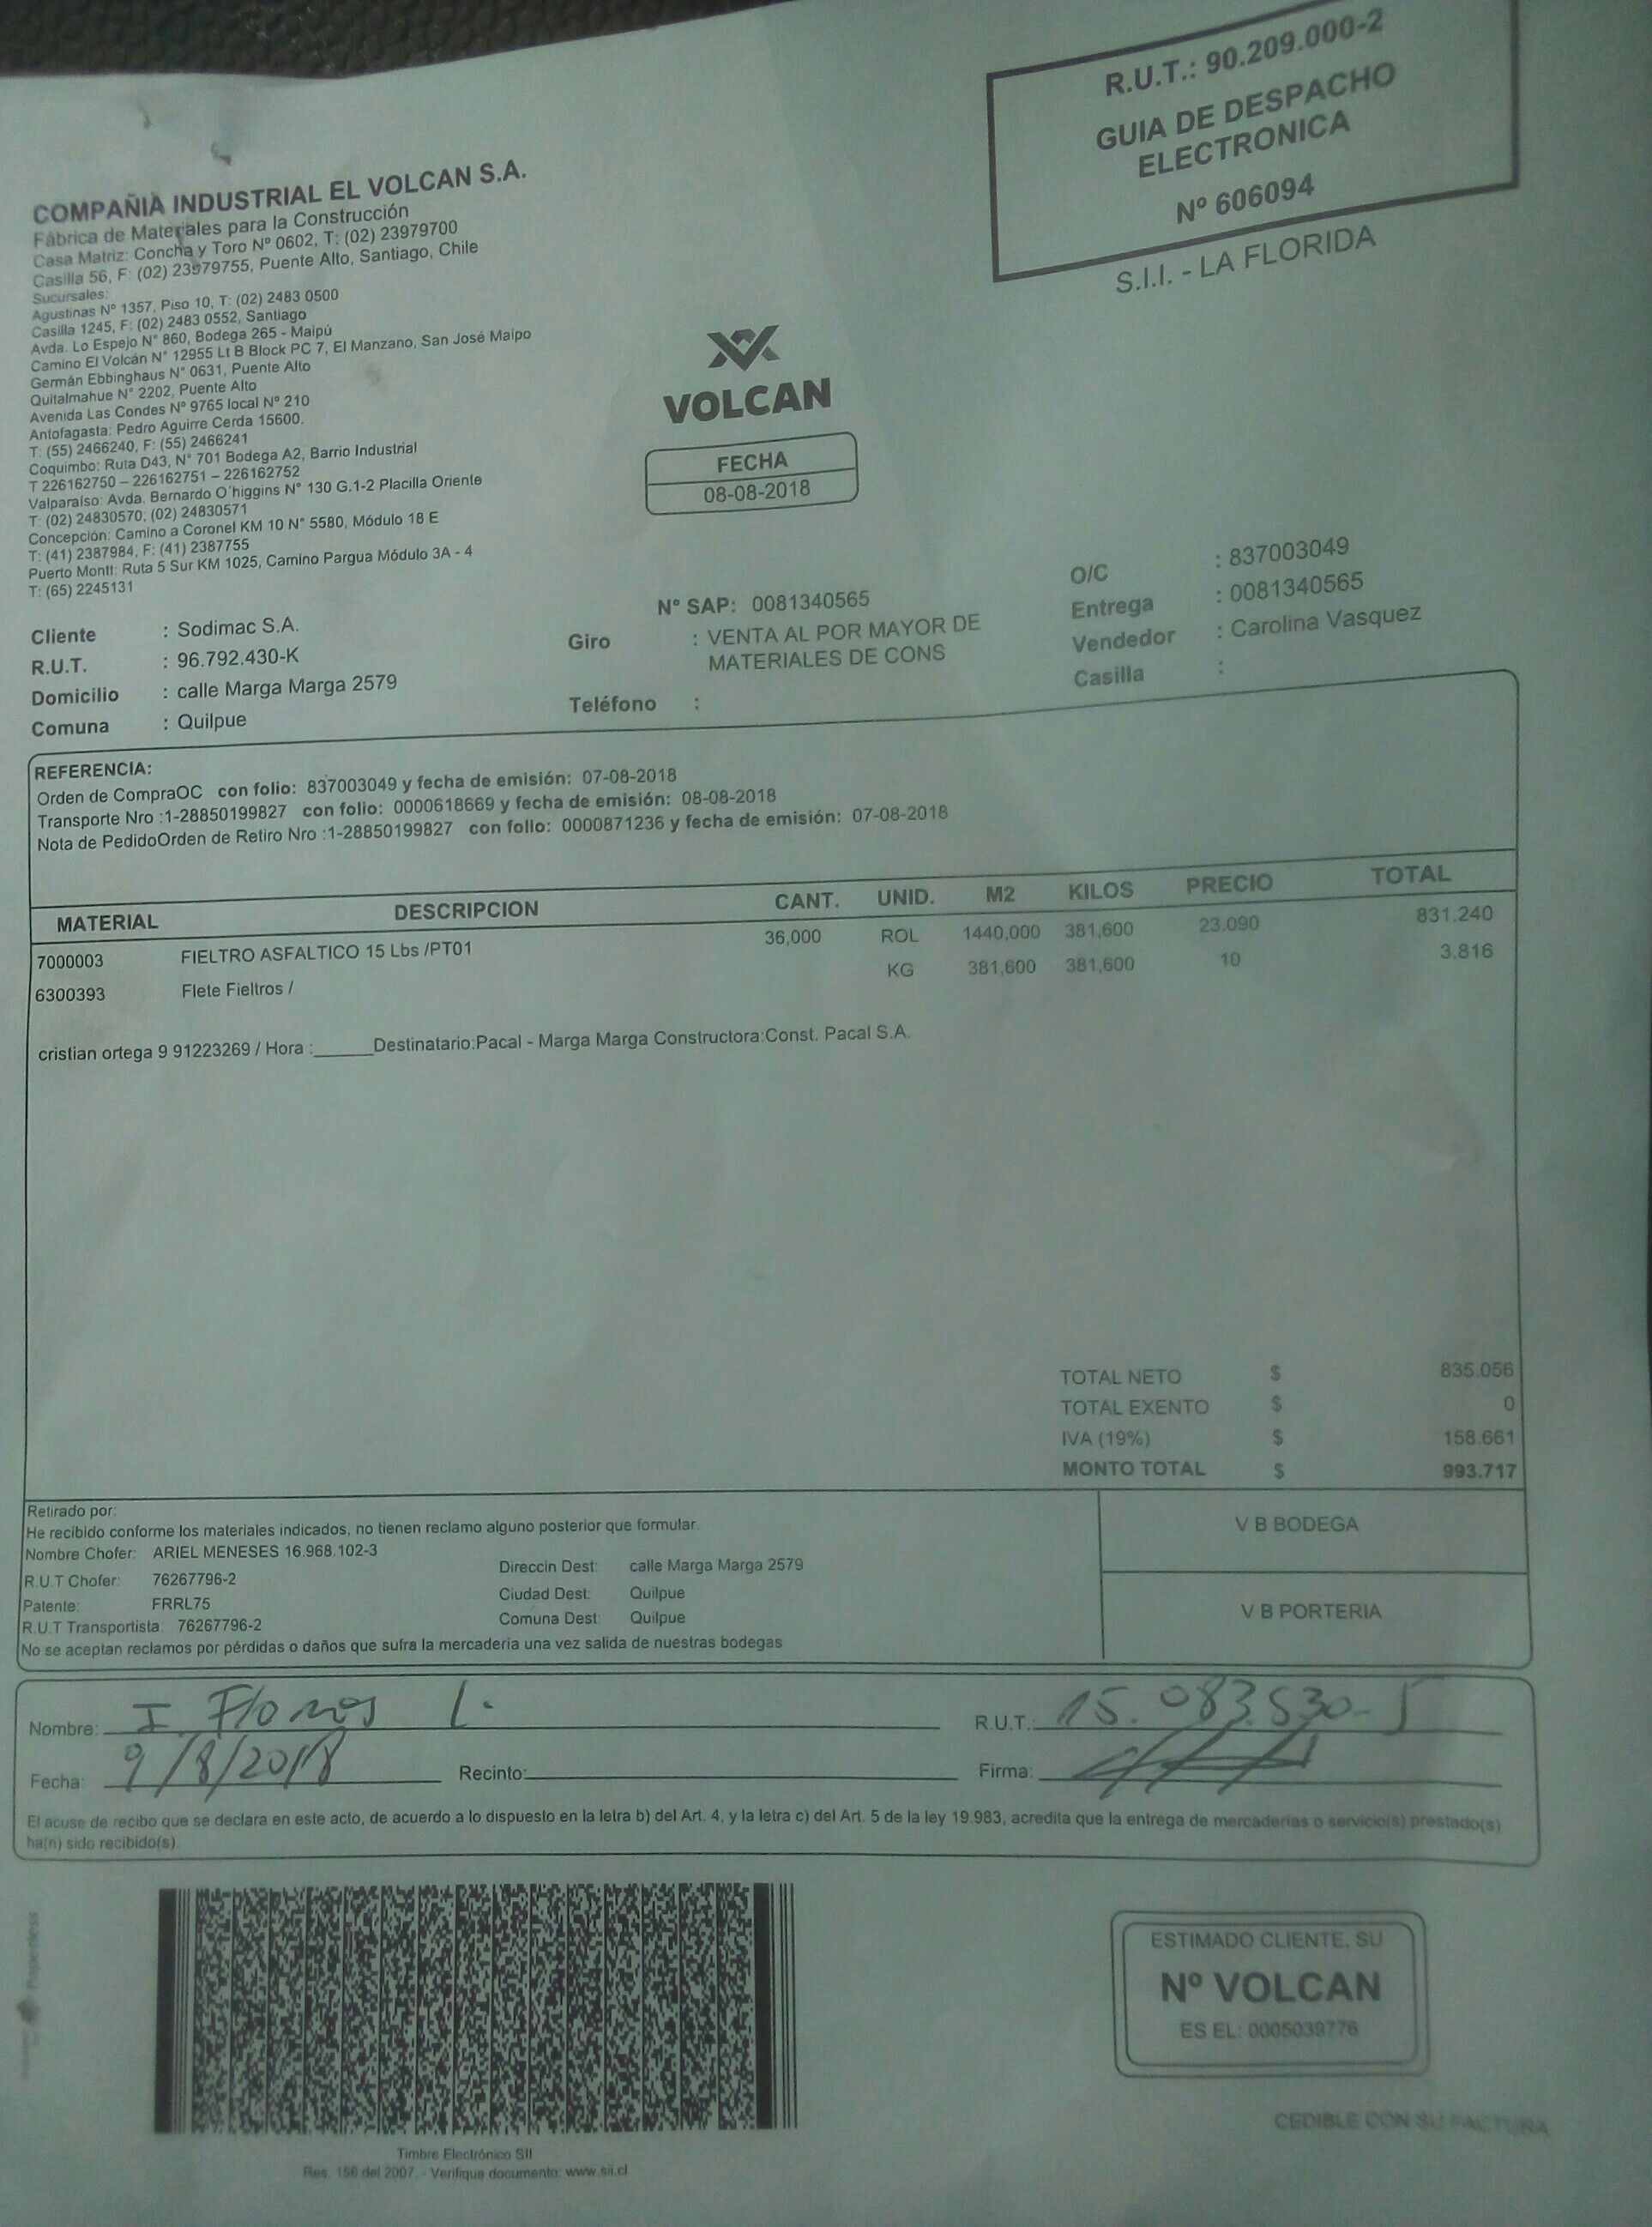 R.U.T.: 90.209.000-2
GUIA DE DESPACHO
ELECTRONICA
Nº 606094
S.I.I. - LA FLORIDA
COMPAÑIA INDUSTRIAL EL VOLCAN S.A.
Fábrica de Materiales para la Construcción
Casa Matriz: Concha y Toro Nº 0602, T: (02) 23979700
Casilla 56, F: (02) 23979755, Puente Alto, Santiago, Chile
Sucursales:
Agustinas Nº 1357, Piso 10, T: (02) 2483 0500
Casilla 1245, F: (02) 2483 0552, Santiago
Avda. Lo Espejo N° 860, Bodega 265 - Maipú
Camino El Volcán N° 12955 Lt B Block PC 7, El Manzano, San José Maipo
Germán Ebbinghaus N° 0631, Puente Alto
Quitalmahue N° 2202, Puente Alto
Avenida Las Condes Nº 9765 local Nº 210
Antofagasta: Pedro Aguirre Cerda 15600.
T: (55) 2466240, F: (55) 2466241
Coquimbo: Ruta D43, N° 701 Bodega A2, Barrio Industrial
T 226162750 – 226162751 – 226162752
Valparaíso: Avda. Bernardo O´higgins N° 130 G.1-2 Placilla Oriente
T: (02) 24830570; (02) 24830571
Concepción: Camino a Coronel KM 10 N° 5580, Módulo 18 E
T: (41) 2387984, F: (41) 2387755
Puerto Montt: Ruta 5 Sur KM 1025, Camino Pargua Módulo 3A - 4
T: (65) 2245131
VOLCAN
FECHA
08-08-2018
Cliente : Sodimac S.A.
R.U.T. : 96.792.430-K
Domicilio : calle Marga Marga 2579
Comuna : Quilpue
N° SAP: 0081340565
Giro : VENTA AL POR MAYOR DE
MATERIALES DE CONS
Teléfono :
O/C : 837003049
Entrega : 0081340565
Vendedor : Carolina Vasquez
Casilla :
REFERENCIA:
Orden de CompraOC con folio: 837003049 y fecha de emisión: 07-08-2018
Transporte Nro :1-28850199827 con folio: 0000618669 y fecha de emisión: 08-08-2018
Nota de PedidoOrden de Retiro Nro :1-28850199827 con folio: 0000871236 y fecha de emisión: 07-08-2018
MATERIAL DESCRIPCION CANT. UNID. M2 KILOS PRECIO TOTAL
7000003 FIELTRO ASFALTICO 15 Lbs /PT01 36,000 ROL 1440,000 381,600 23.090 831.240
6300393 Flete Fieltros / KG 381,600 381,600 10 3.816
cristian ortega 9 91223269 / Hora :______Destinatario:Pacal - Marga Marga Constructora:Const. Pacal S.A.
TOTAL NETO $ 835.056
TOTAL EXENTO $ 0
IVA (19%) $ 158.661
MONTO TOTAL $ 993.717
Retirado por:
He recibido conforme los materiales indicados, no tienen reclamo alguno posterior que formular.
Nombre Chofer: ARIEL MENESES 16.968.102-3
R.U.T Chofer: 76267796-2
Patente: FRRL75
R.U.T Transportista: 76267796-2
Direccin Dest: calle Marga Marga 2579
Ciudad Dest: Quilpue
Comuna Dest: Quilpue
No se aceptan reclamos por pérdidas o daños que sufra la mercadería una vez salida de nuestras bodegas
V B BODEGA
V B PORTERIA
Nombre: I Flores L. R.U.T.: 15.083.530-5
Fecha: 9/8/2018 Recinto: Firma:
El acuse de recibo que se declara en este acto, de acuerdo a lo dispuesto en la letra b) del Art. 4, y la letra c) del Art. 5 de la ley 19.983, acredita que la entrega de mercaderías o servicio(s) prestado(s)
ha(n) sido recibido(s).
Timbre Electrónico SII
Res. 156 del 2007. - Verifique documento: www.sii.cl
ESTIMADO CLIENTE, SU
Nº VOLCAN
ES EL: 0005039776
CEDIBLE CON SU FACTURA